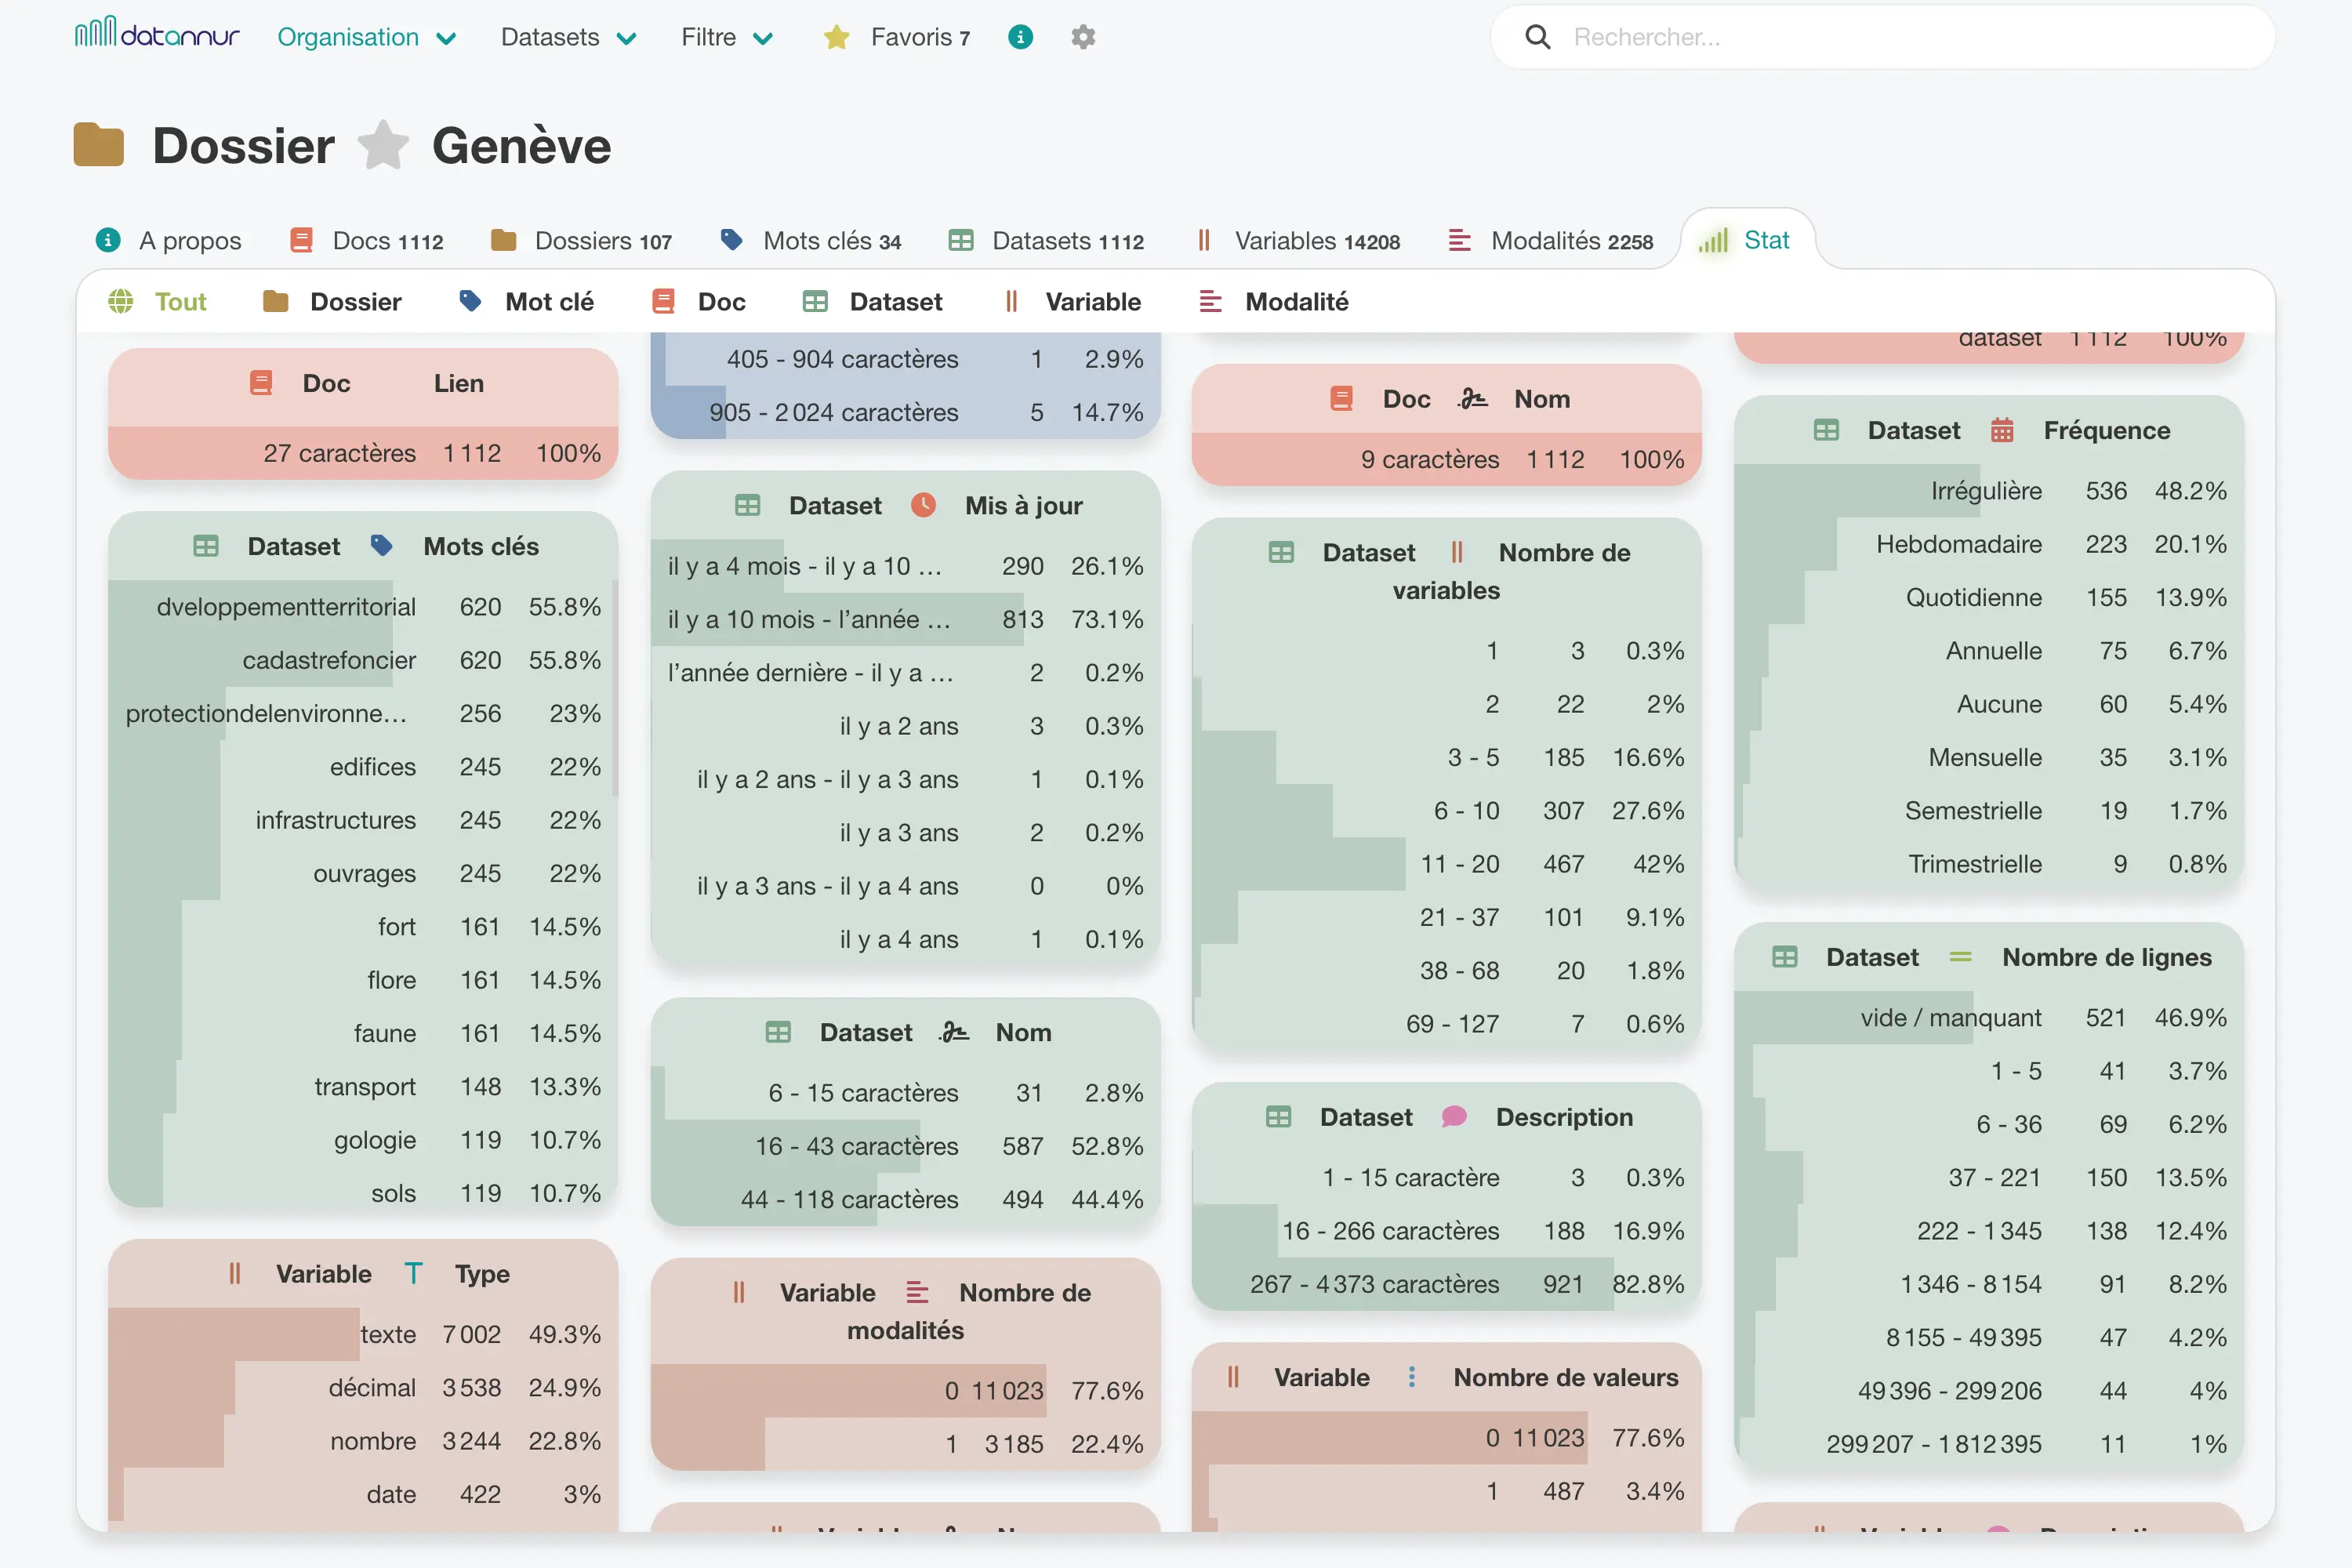 datannur Organisation Datasets Filtre Favoris 7 Rechercher...
Dossier Genève
A propos Docs 1112 Dossiers 107 Mots clés 34 Datasets 1112 Variables 14208 Modalités 2258 Stat
Tout Dossier Mot clé Doc Dataset Variable Modalité
Doc Lien
27 caractères 1 112 100%
Dataset Mots clés
dveloppementterritorial 620 55.8%
cadastrefoncier 620 55.8%
protectiondelenvironne… 256 23%
edifices 245 22%
infrastructures 245 22%
ouvrages 245 22%
fort 161 14.5%
flore 161 14.5%
faune 161 14.5%
transport 148 13.3%
gologie 119 10.7%
sols 119 10.7%
Variable Type
texte 7 002 49.3%
décimal 3 538 24.9%
nombre 3 244 22.8%
date 422 3%
405 - 904 caractères 1 2.9%
905 - 2 024 caractères 5 14.7%
Dataset Mis à jour
il y a 4 mois - il y a 10 … 290 26.1%
il y a 10 mois - l’année … 813 73.1%
l’année dernière - il y a … 2 0.2%
il y a 2 ans 3 0.3%
il y a 2 ans - il y a 3 ans 1 0.1%
il y a 3 ans 2 0.2%
il y a 3 ans - il y a 4 ans 0 0%
il y a 4 ans 1 0.1%
Dataset Nom
6 - 15 caractères 31 2.8%
16 - 43 caractères 587 52.8%
44 - 118 caractères 494 44.4%
Variable Nombre de
modalités
0 11 023 77.6%
1 3 185 22.4%
Doc Nom
9 caractères 1 112 100%
Dataset Nombre de
variables
1 3 0.3%
2 22 2%
3 - 5 185 16.6%
6 - 10 307 27.6%
11 - 20 467 42%
21 - 37 101 9.1%
38 - 68 20 1.8%
69 - 127 7 0.6%
Dataset Description
1 - 15 caractère 3 0.3%
16 - 266 caractères 188 16.9%
267 - 4 373 caractères 921 82.8%
Variable Nombre de valeurs
0 11 023 77.6%
1 487 3.4%
dataset 1 112 100%
Dataset Fréquence
Irrégulière 536 48.2%
Hebdomadaire 223 20.1%
Quotidienne 155 13.9%
Annuelle 75 6.7%
Aucune 60 5.4%
Mensuelle 35 3.1%
Semestrielle 19 1.7%
Trimestrielle 9 0.8%
Dataset Nombre de lignes
vide / manquant 521 46.9%
1 - 5 41 3.7%
6 - 36 69 6.2%
37 - 221 150 13.5%
222 - 1 345 138 12.4%
1 346 - 8 154 91 8.2%
8 155 - 49 395 47 4.2%
49 396 - 299 206 44 4%
299 207 - 1 812 395 11 1%